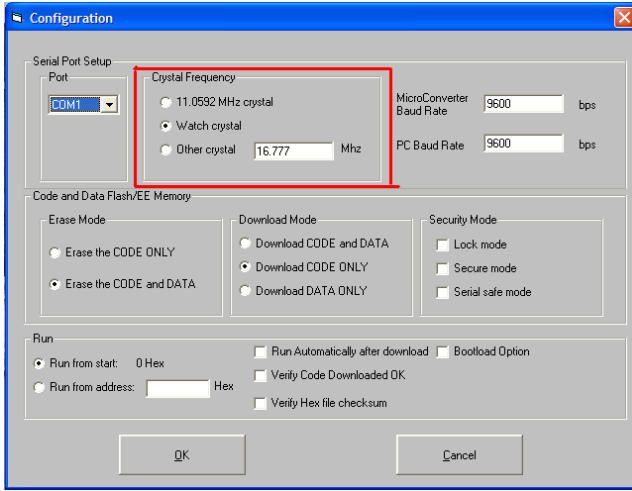 Configuration
Serial Port Setup
Port
COM1
Crystal Frequency
11.0592 MHz crystal
Watch crystal
Other crystal 16.777 Mhz
MicroConverter
Baud Rate 9600 bps
PC Baud Rate 9600 bps
Code and Data Flash/EE Memory
Erase Mode
Erase the CODE ONLY
Erase the CODE and DATA
Download Mode
Download CODE and DATA
Download CODE ONLY
Download DATA ONLY
Security Mode
Lock mode
Secure mode
Serial safe mode
Run
Run from start: 0 Hex
Run from address: Hex
Run Automatically after download
Bootload Option
Verify Code Downloaded OK
Verify Hex file checksum
OK
Cancel